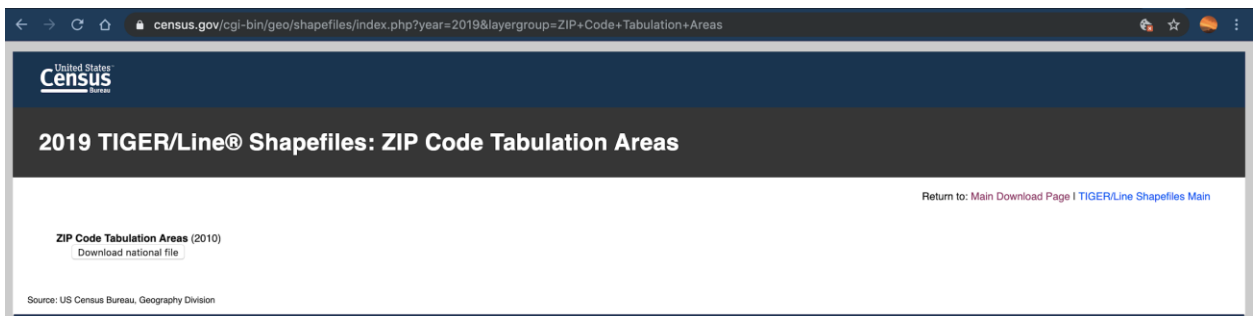 census.gov/cgi-bin/geo/shapefiles/index.php?year=2019&layergroup=ZIP+Code+Tabulation+Areas
United States®
Census
Bureau
2019 TIGER/Line® Shapefiles: ZIP Code Tabulation Areas
Return to: Main Download Page | TIGER/Line Shapefiles Main
ZIP Code Tabulation Areas (2010)
Download national file
Source: US Census Bureau, Geography Division